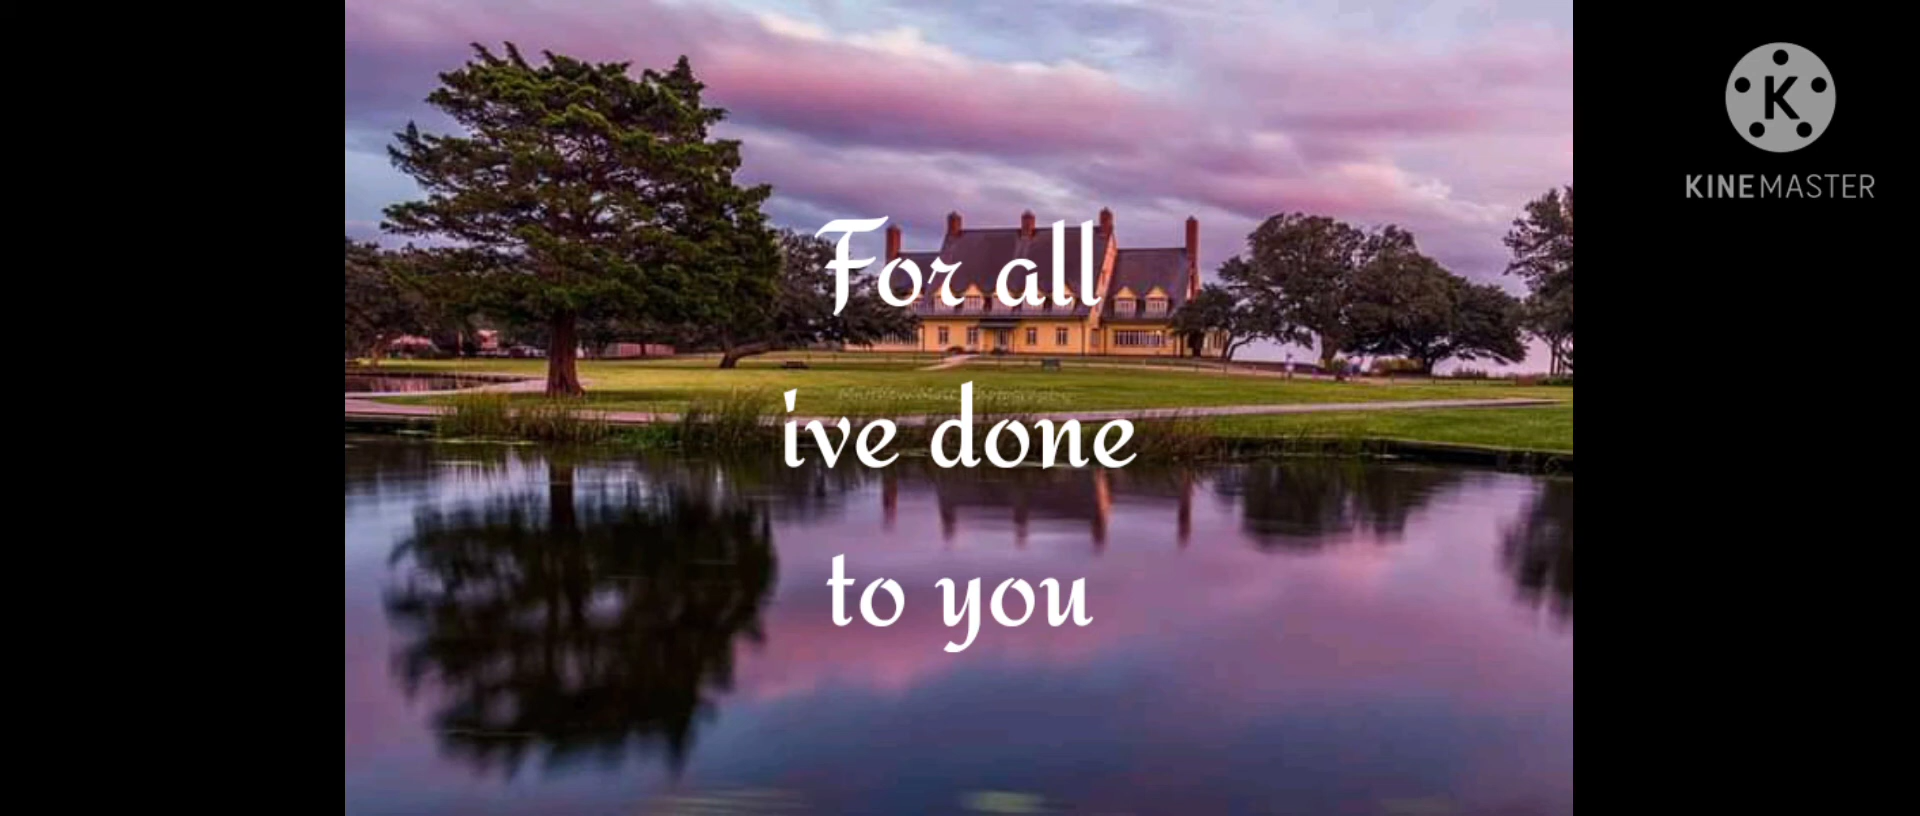 For all
ive done
to you
K
KINEMASTER